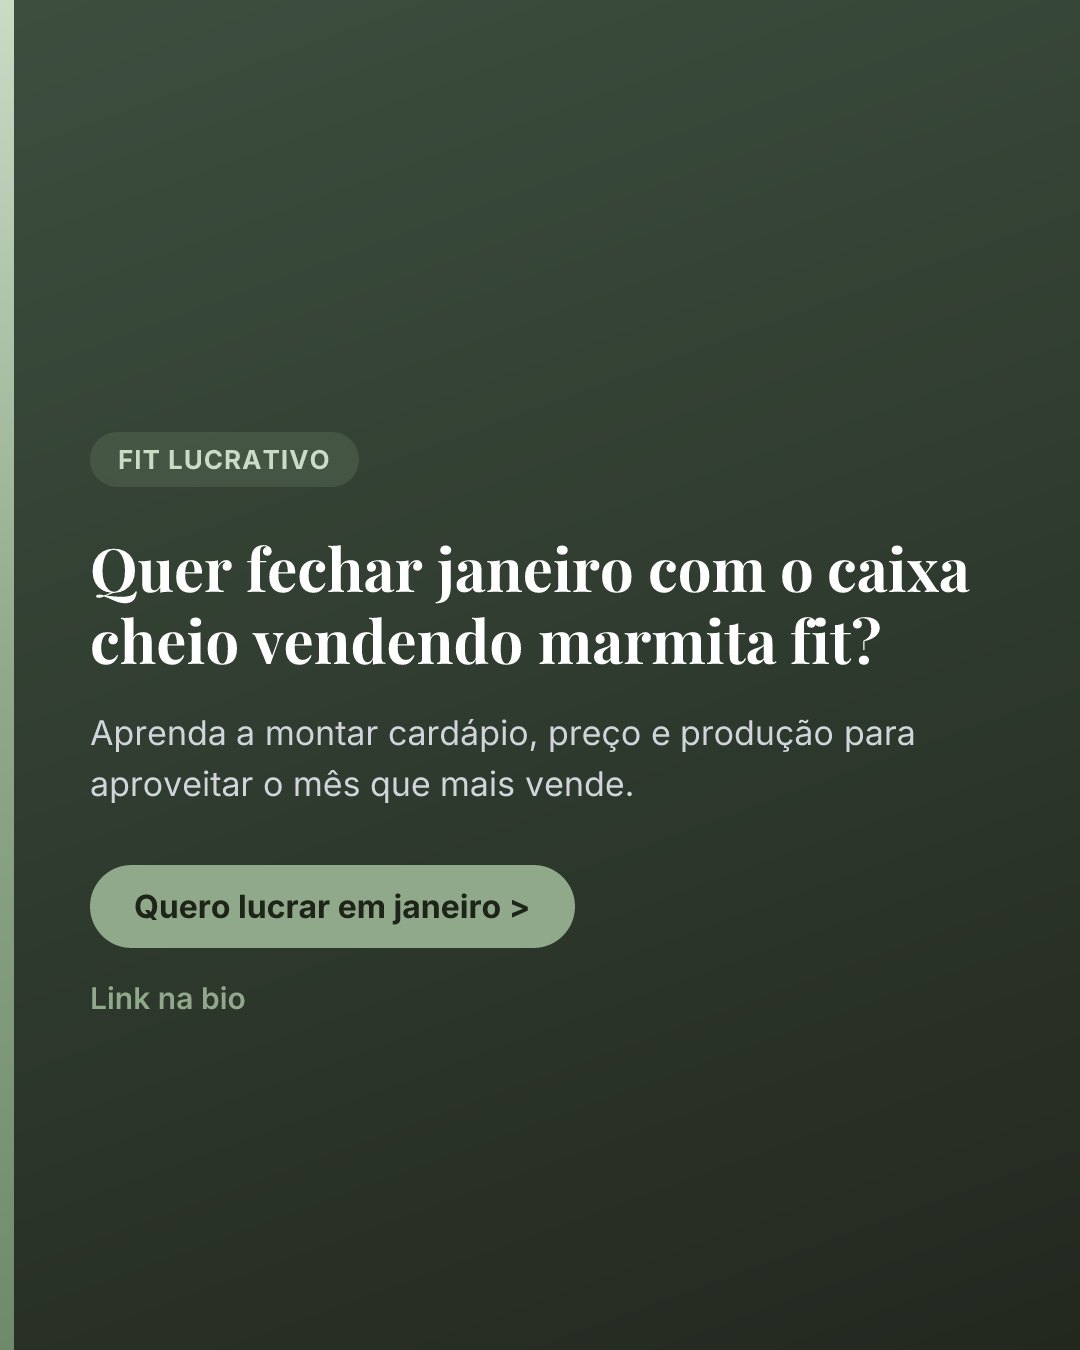 FIT LUCRATIVO
Quer fechar janeiro com o caixa
cheio vendendo marmita fit?
Aprenda a montar cardápio, preço e produção para
aproveitar o mês que mais vende.
Quero lucrar em janeiro >
Link na bio